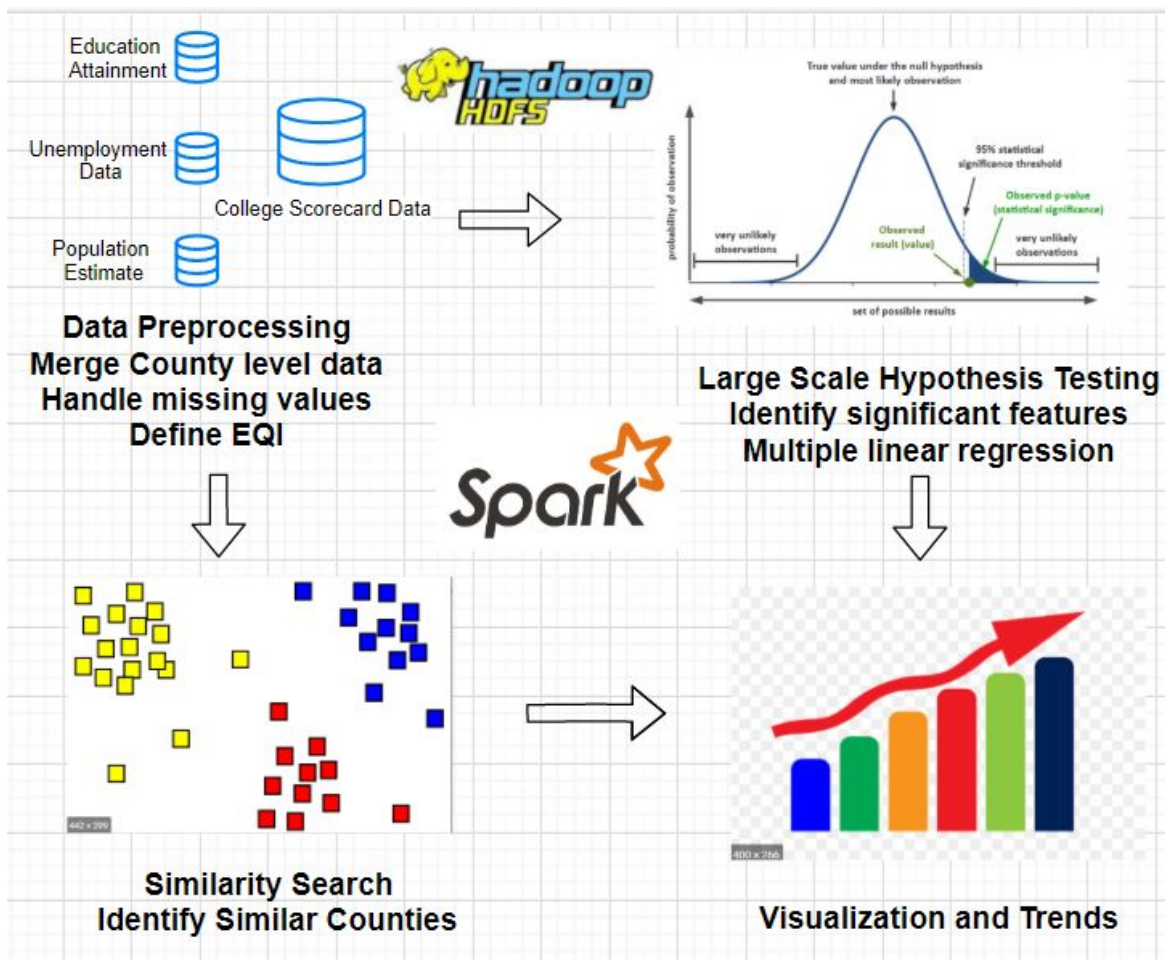 Education
Attainment
Unemployment
Data
College Scorecard Data
Population
Estimate
Data Preprocessing
Merge County level data
Handle missing values
Define EQI
hadoop
HDFS
True value under the null hypothesis
and most likely observation
95% statistical
significance threshold
Observed p-value
(statistical significance)
Observed
result (value)
very unlikely
observations
very unlikely
observations
probability of observation
set of possible results
Large Scale Hypothesis Testing
Identify significant features
Multiple linear regression
Spark
442 × 299
Similarity Search
Identify Similar Counties
400 × 266
Visualization and Trends